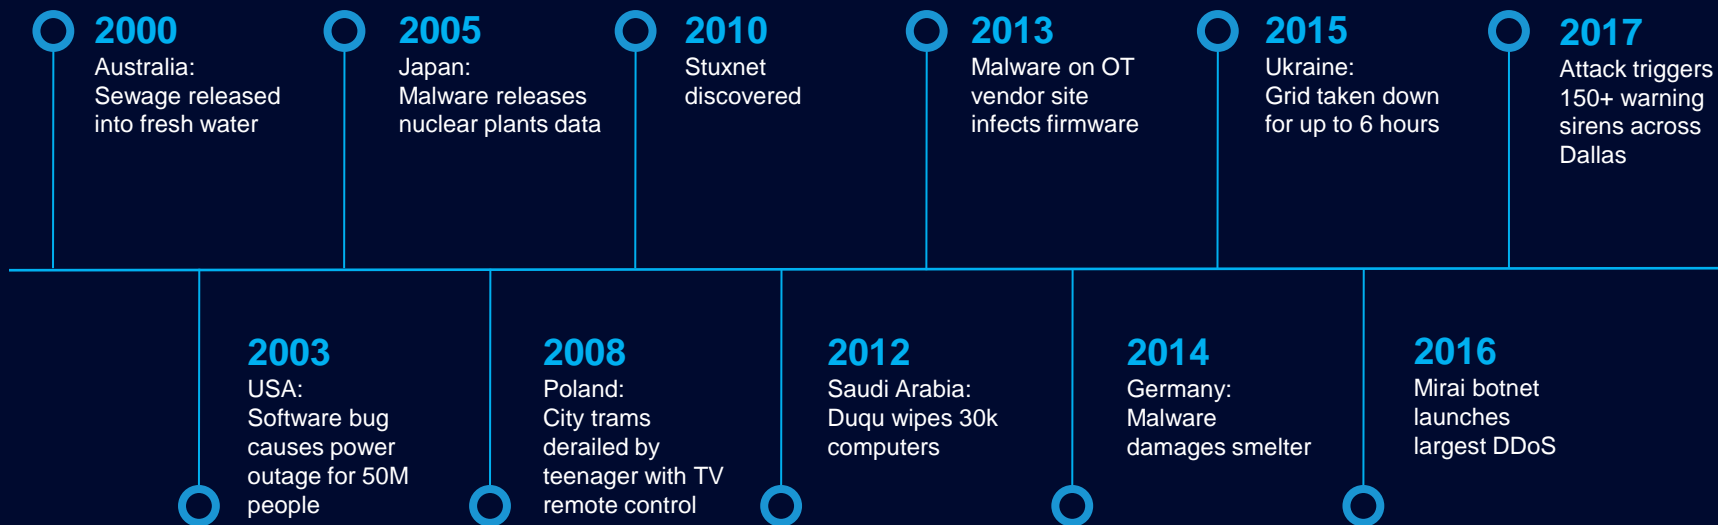 2000
Australia:
Sewage released
into fresh water
2005
Japan:
Malware releases
nuclear plants data
2010
Stuxnet
discovered
2013
Malware on OT
vendor site
infects firmware
2015
Ukraine:
Grid taken down
for up to 6 hours
2017
Attack triggers
150+ warning
sirens across
Dallas
2003
USA:
Software bug
causes power
outage for 50M
people
2008
Poland:
City trams
derailed by
teenager with TV
remote control
2012
Saudi Arabia:
Duqu wipes 30k
computers
2014
Germany:
Malware
damages smelter
2016
Mirai botnet
launches
largest DDoS